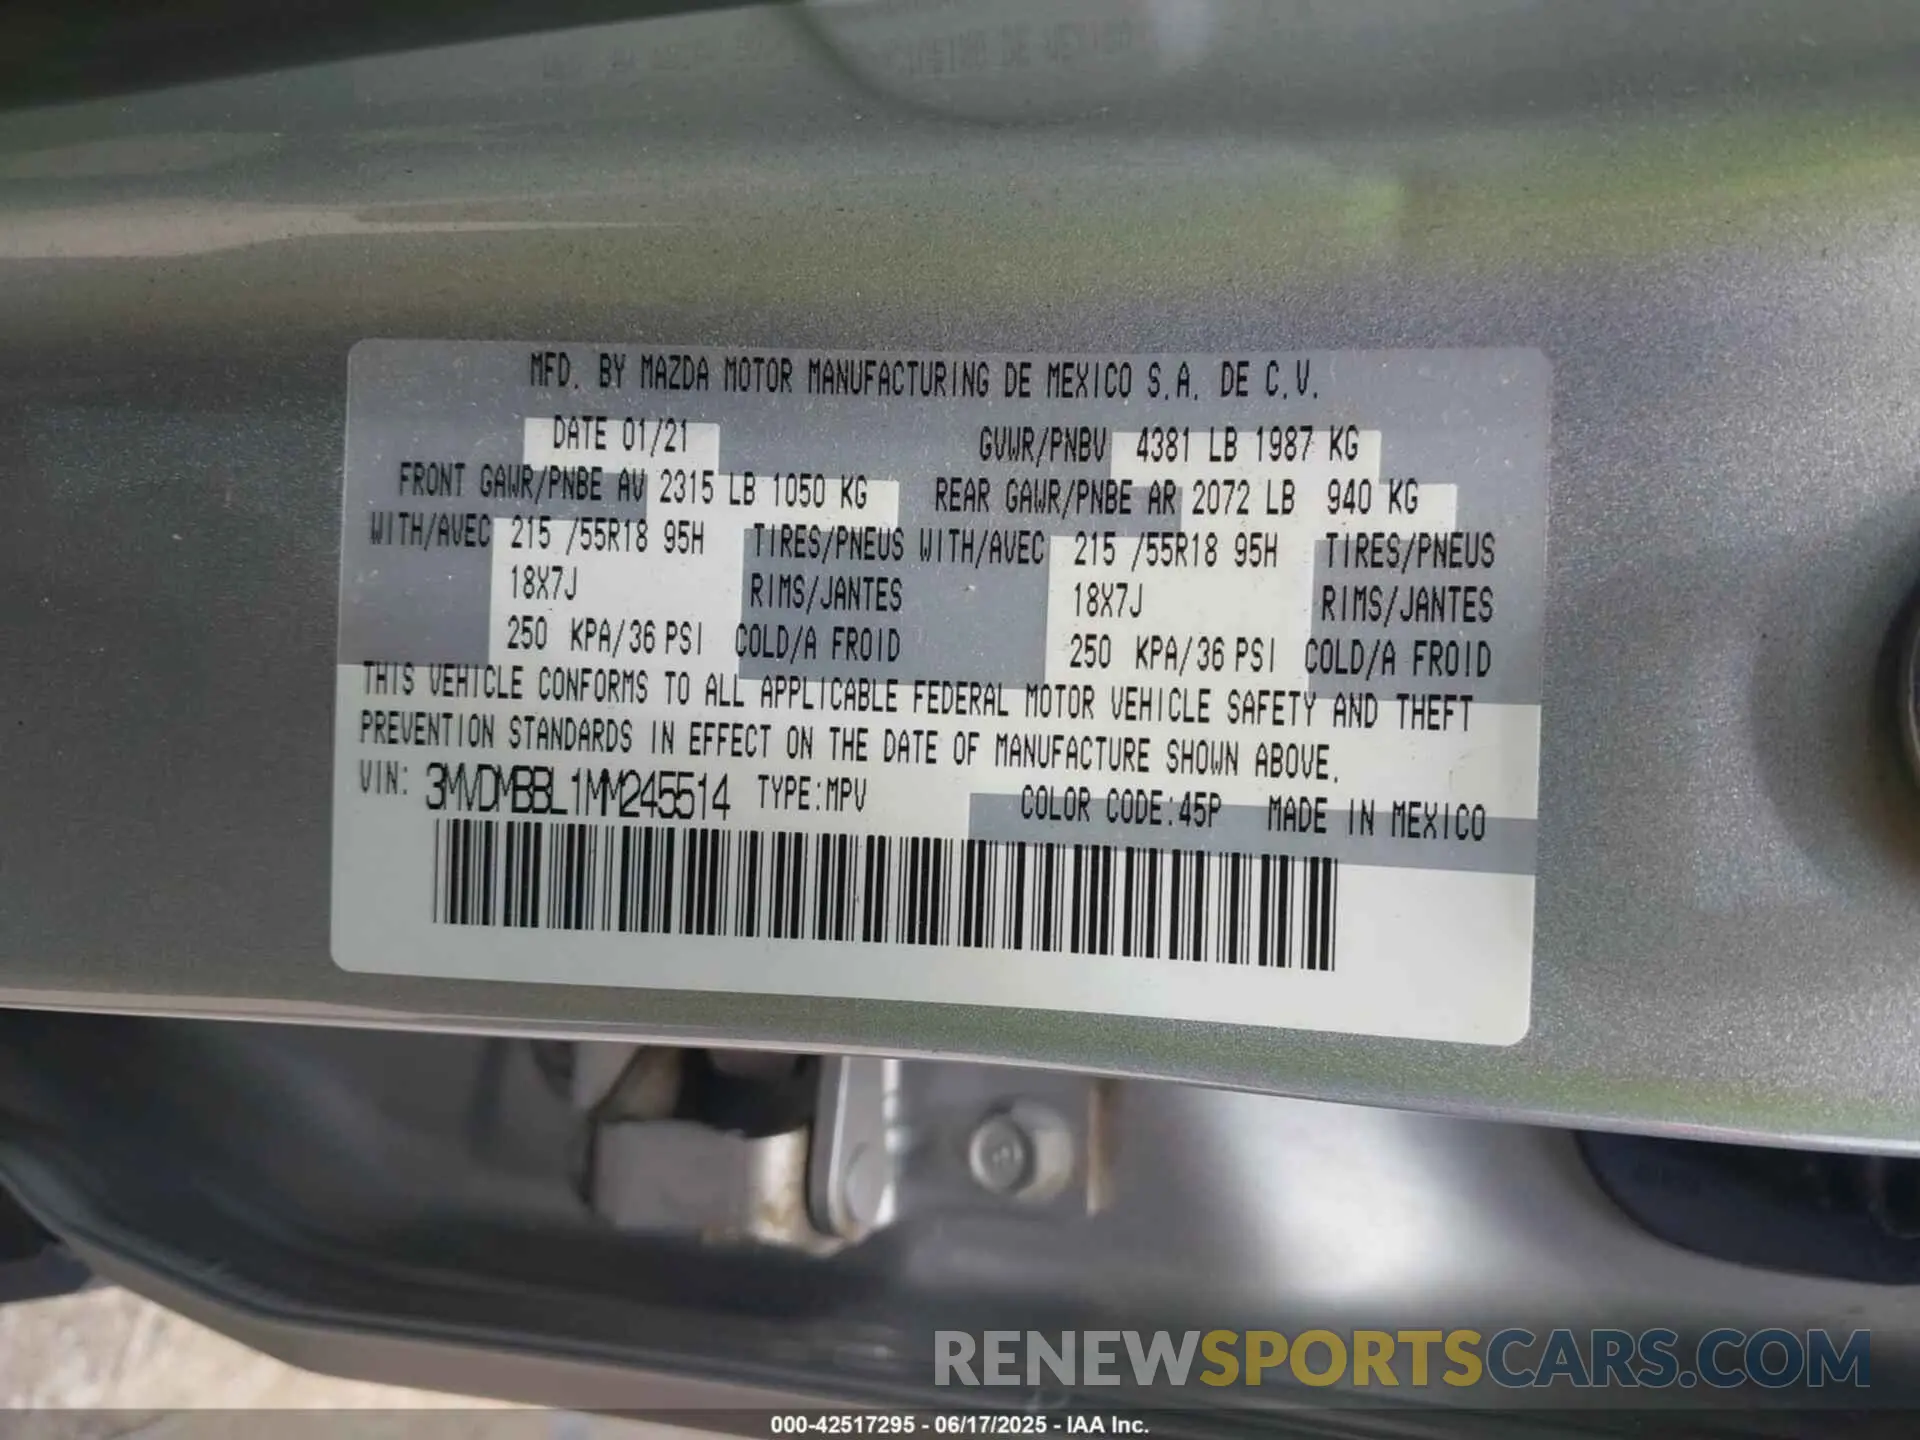 MFD. BY MAZDA MOTOR MANUFACTURING DE MEXICO S.A. DE C.V.
DATE 01/21 GVWR/PNBV 4381 LB 1987 KG
FRONT GAWR/PNBE AV 2315 LB 1050 KG REAR GAWR/PNBE AR 2072 LB 940 KG
WITH/AVEC 215 /55R18 95H TIRES/PNEUS WITH/AVEC 215 /55R18 95H TIRES/PNEUS
18X7J RIMS/JANTES 18X7J RIMS/JANTES
250 KPA/36 PSI COLD/A FROID 250 KPA/36 PSI COLD/A FROID
THIS VEHICLE CONFORMS TO ALL APPLICABLE FEDERAL MOTOR VEHICLE SAFETY AND THEFT
PREVENTION STANDARDS IN EFFECT ON THE DATE OF MANUFACTURE SHOWN ABOVE.
VIN: 3MVDMBBL1MM245514 TYPE:MPV COLOR CODE:45P MADE IN MEXICO
RENEWSPORTSCARS.COM
000-42517295 - 06/17/2025 - IAA Inc.